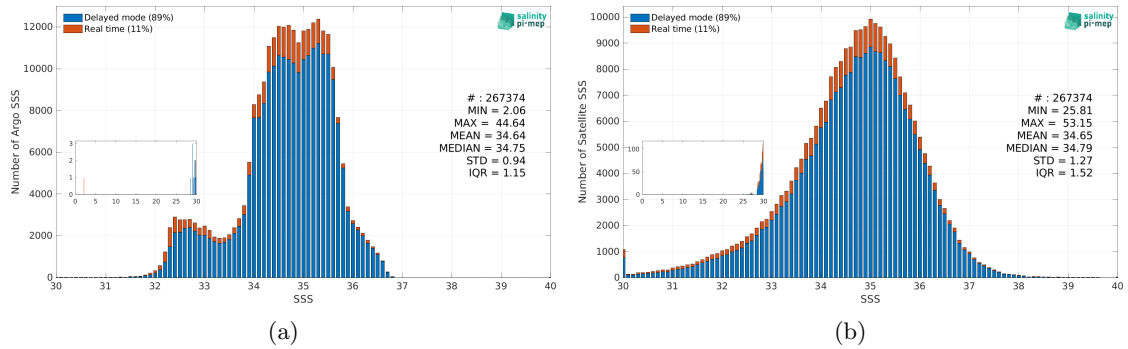 Delayed mode (89%)
Real time (11%)
salinity
pi-mep
# : 267374
MIN = 2.06
MAX = 44.64
MEAN = 34.64
MEDIAN = 34.75
STD = 0.94
IQR = 1.15
Number of Argo SSS
12000
10000
8000
6000
4000
2000
0
3
2
1
0
0 5 10 15 20 25 30
30 31 32 33 34 35 36 37 38 39 40
SSS
(a)
Delayed mode (89%)
Real time (11%)
salinity
pi-mep
# : 267374
MIN = 25.81
MAX = 53.15
MEAN = 34.65
MEDIAN = 34.79
STD = 1.27
IQR = 1.52
Number of Satellite SSS
10000
9000
8000
7000
6000
5000
4000
3000
2000
1000
0
100
50
0
0 5 10 15 20 25 30
30 31 32 33 34 35 36 37 38 39 40
SSS
(b)